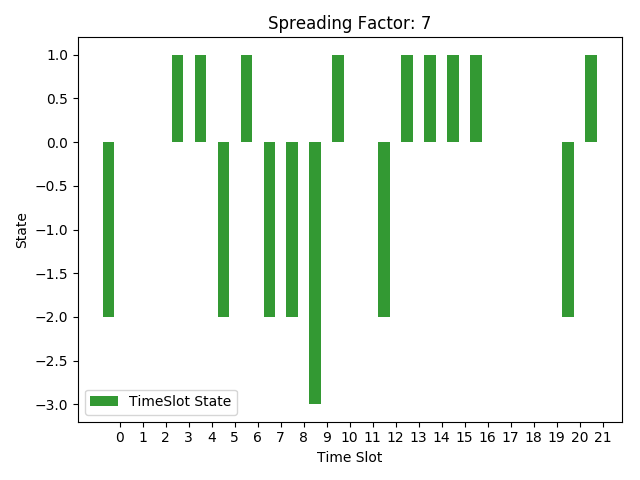 Spreading Factor: 7
1.0
0.5
0.0
−0.5
−1.0
−1.5
−2.0
−2.5
−3.0
State
TimeSlot State
0 1 2 3 4 5 6 7 8 9 10 11 12 13 14 15 16 17 18 19 20 21
Time Slot